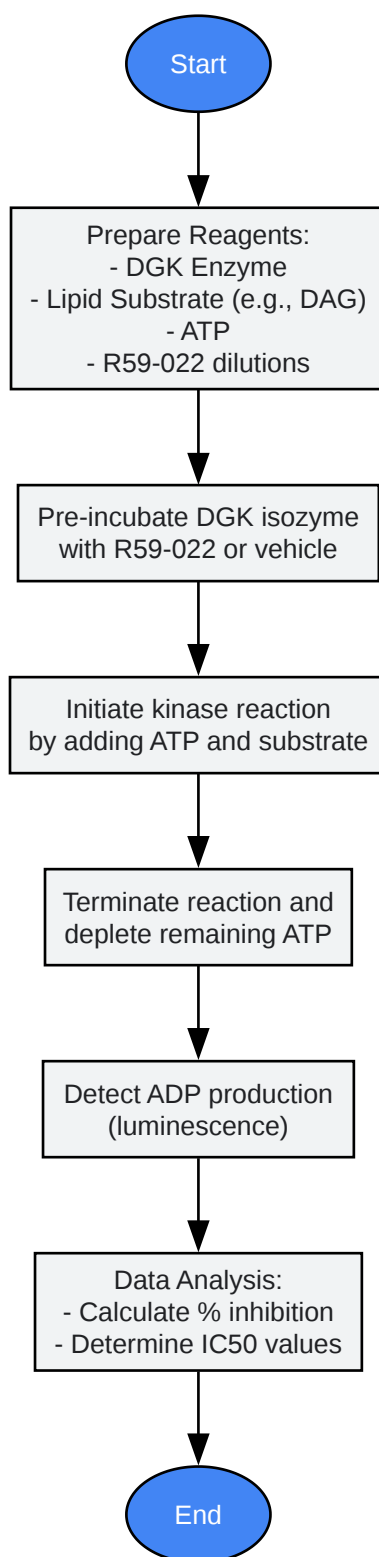 Start
Prepare Reagents:
- DGK Enzyme
- Lipid Substrate (e.g., DAG)
- ATP
- R59-022 dilutions
Pre-incubate DGK isozyme
with R59-022 or vehicle
Initiate kinase reaction
by adding ATP and substrate
Terminate reaction and
deplete remaining ATP
Detect ADP production
(luminescence)
Data Analysis:
- Calculate % inhibition
- Determine IC50 values
End